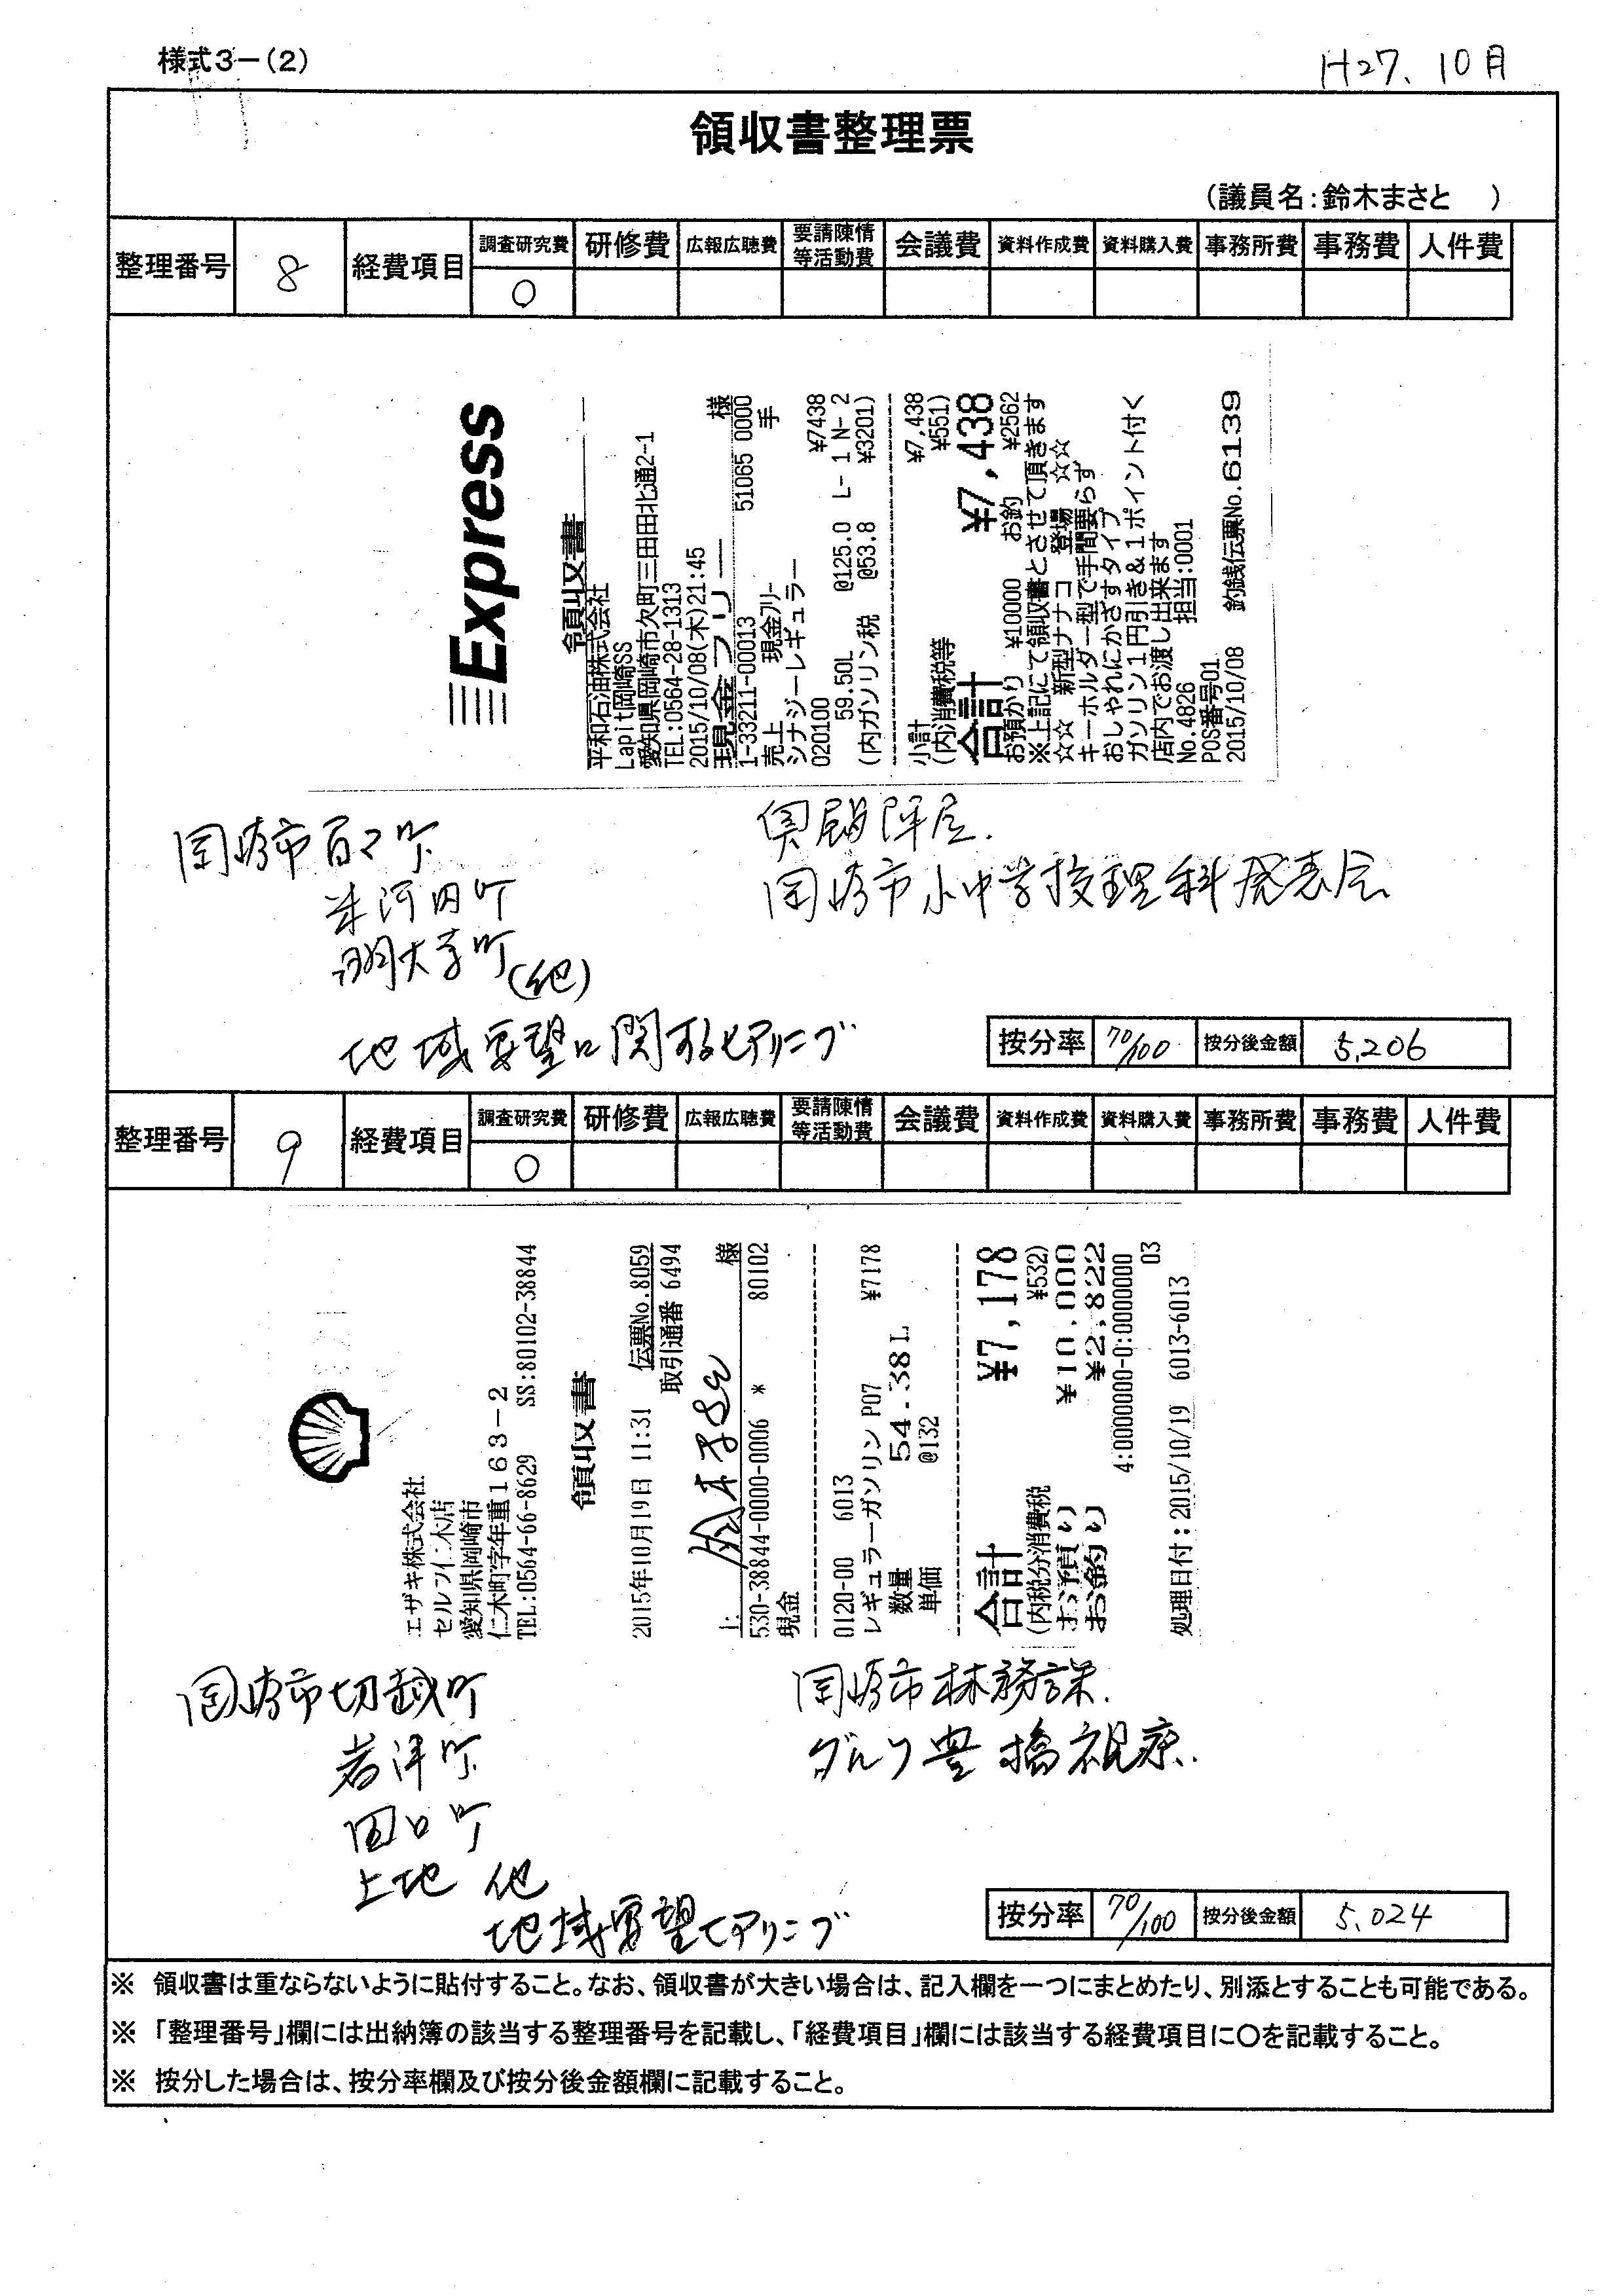 様式3－(2)
H27. 10月
領収書整理票
(議員名:鈴木まさと )
整理番号 8 経費項目 調査研究費 研修費 広報広聴費 要請陳情等活動費 会議費 資料作成費 資料購入費 事務所費 事務費 人件費
○
Express
領収書
平和石油株式会社
Lapit岡崎SS
愛知県岡崎市欠町三田田北通2-1
TEL:0564-28-1313
2015/10/08(木)21:45
現金フリー 様
1-33211-00013 51065 0000
売上 現金フリー 手
シナジーレギュラー
020100 ¥7438
59.50L @125.0 L- 1 N- 2
(内ガソリン税 @53.8 ¥3201)
小計 ¥7,438
(内消費税等 ¥551)
合計 ¥7,438
お預かり ¥10000 お釣 ¥2562
※上記にて領収書とさせて頂きます
☆☆ 新型ナナコ 登場 ☆☆
キーホルダー型で手間要らず
おしゃれにかざすタイプ
ガソリン1円引き&1ポイント付く
店内でお渡し出来ます
No.4826 担当:0001
POS番号01
2015/10/08 釣銭伝票No.6139
岡崎市百々町
米河内町
明大寺町(他)
地域要望に関するヒアリング
奥殿陣屋.
岡崎市小中学校理科発表会
按分率 70/100 按分後金額 5,206
整理番号 9 経費項目 調査研究費 研修費 広報広聴費 要請陳情等活動費 会議費 資料作成費 資料購入費 事務所費 事務費 人件費
○
エザキ株式会社
セルフ仁木店
愛知県岡崎市
仁木町字年重163-2
TEL:0564-66-8629 SS:80102-38844
領収書
2015年10月19日 11:31 伝票No.8059
取引通番 6494
上 様
530-38844-0000-0006 * 80102
現金
0120-00 6013
レギュラーガソリン P07 ¥7178
数量 54.38L
単価 @132
合計 ¥7,178
(内税分消費税 ¥532)
お預り ¥10,000
お釣り ¥2,822
4:0000000-0:0000000
03
処理日付:2015/10/19 6013-6013
岡崎市切越町
岩津町
田口町
上地 他
地域要望ヒアリング
岡崎市林務課.
グルフ豊橋視察.
按分率 70/100 按分後金額 5,024
※ 領収書は重ならないように貼付すること。なお、領収書が大きい場合は、記入欄を一つにまとめたり、別添とすることも可能である。
※ 「整理番号」欄には出納簿の該当する整理番号を記載し、「経費項目」欄には該当する経費項目に○を記載すること。
※ 按分した場合は、按分率欄及び按分後金額欄に記載すること。